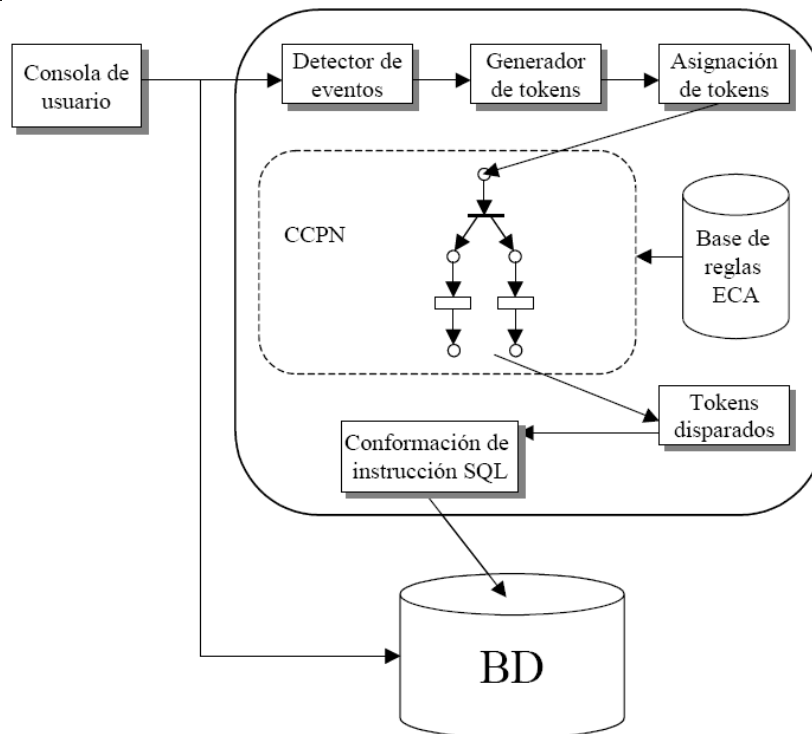 Consola de
usuario
Detector de
eventos
Generador
de tokens
Asignación
de tokens
CCPN
Base de
reglas
ECA
Tokens
disparados
Conformación de
instrucción SQL
BD